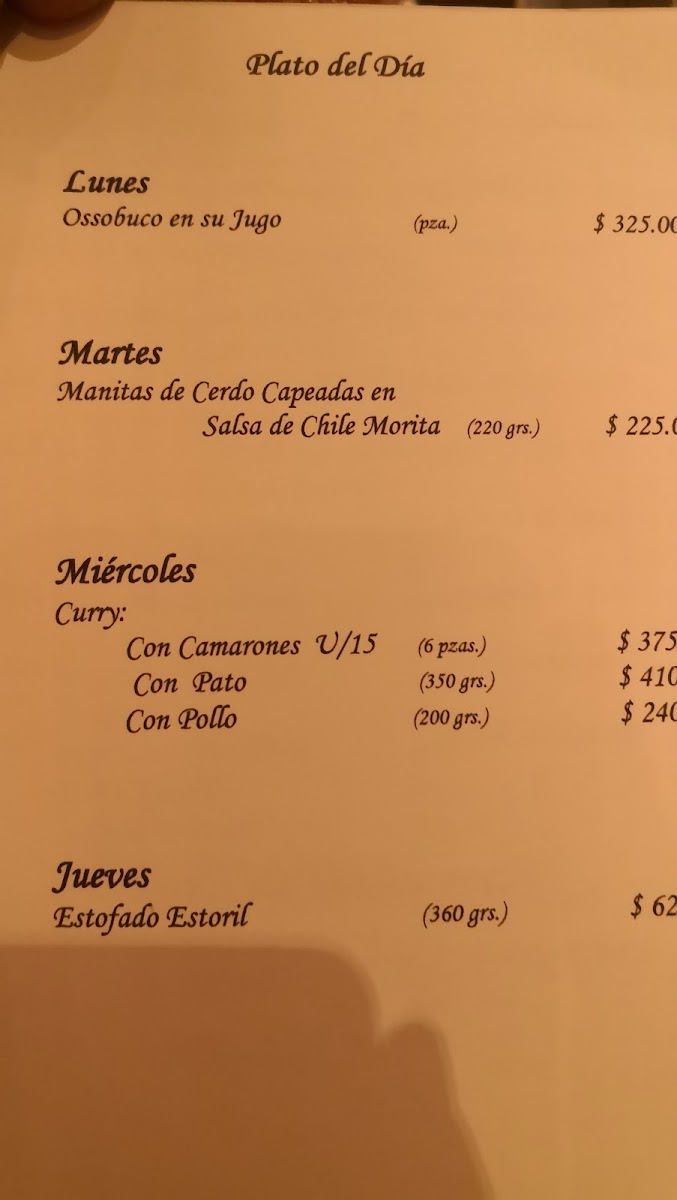 Plato del Día
Lunes
Ossobuco en su Jugo (pza.) $ 325.00
Martes
Manitas de Cerdo Capeadas en
Salsa de Chile Morita (220 grs.) $ 225.0
Miércoles
Curry:
Con Camarones U/15 (6 pzas.) $ 375
Con Pato (350 grs.) $ 410
Con Pollo (200 grs.) $ 240
Jueves
Estofado Estoril (360 grs.) $ 62